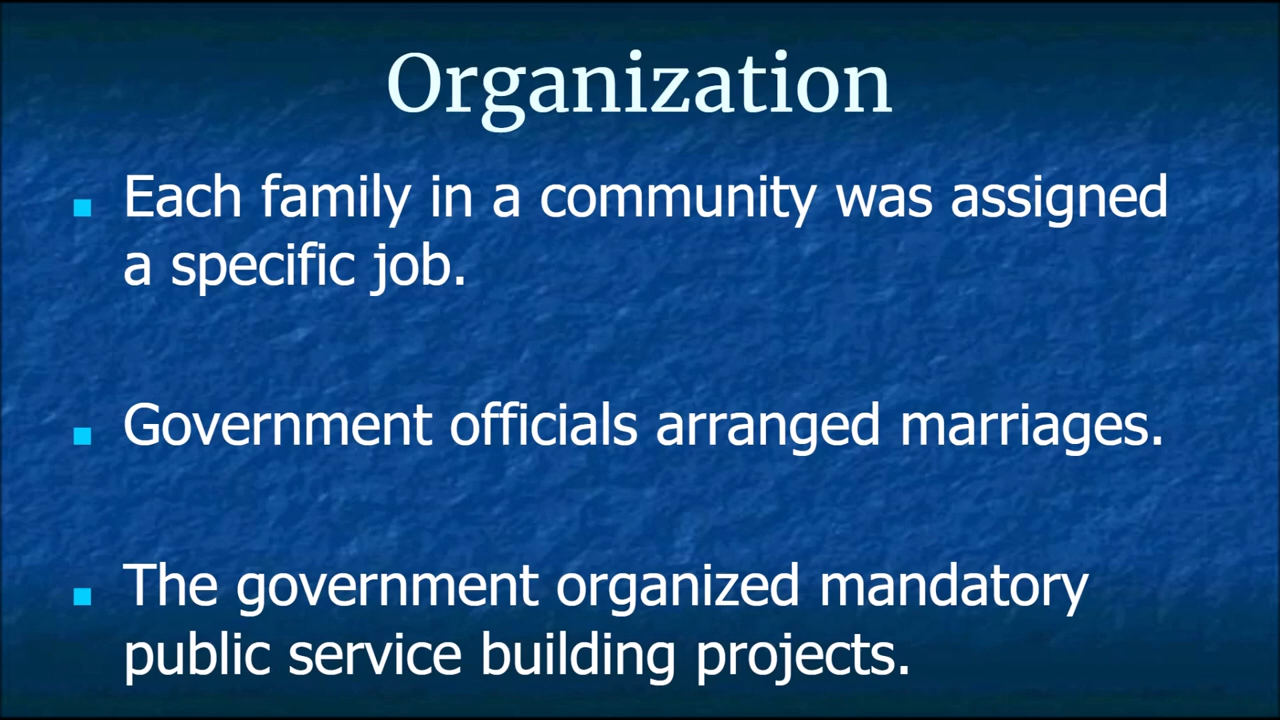 Organization
Each family in a community was assigned
a specific job.
Government officials arranged marriages.
The government organized mandatory
public service building projects.